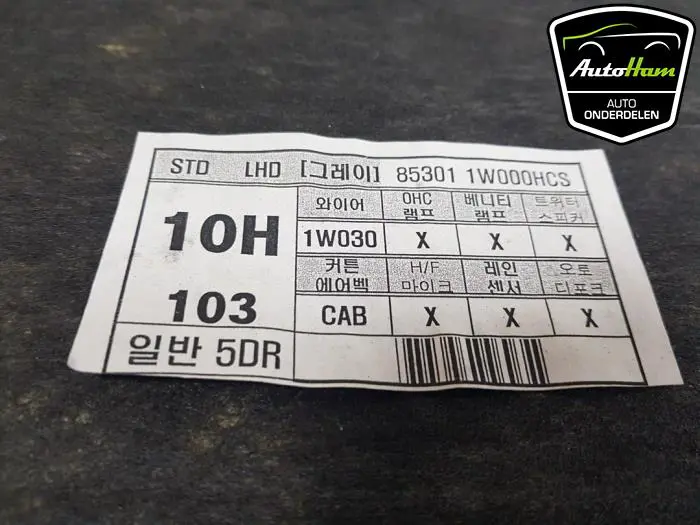 AutoHam
AUTO
ONDERDELEN
STD LHD [그레이] 85301 1W000HCS
10H
103
와이어 OHC 램프 베니티 램프 트위터 스피커
1W030 X X X
커튼 에어벡 H/F 마이크 레인 센서 오토 디포그
CAB X X X
일반 5DR